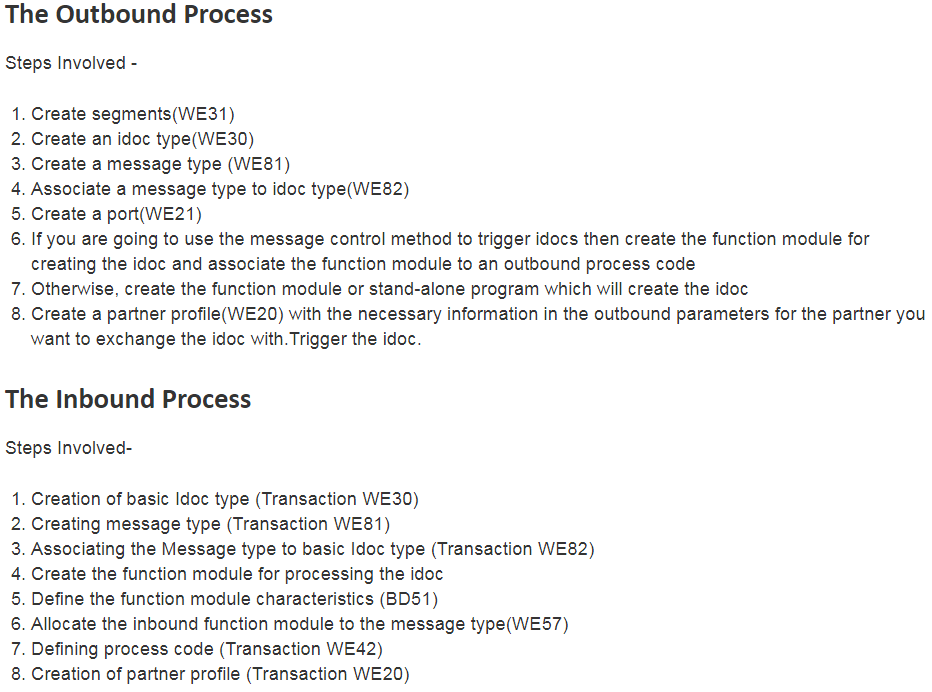 The Outbound Process
Steps Involved -
1. Create segments(WE31)
2. Create an idoc type(WE30)
3. Create a message type (WE81)
4. Associate a message type to idoc type(WE82)
5. Create a port(WE21)
6. If you are going to use the message control method to trigger idocs then create the function module for
creating the idoc and associate the function module to an outbound process code
7. Otherwise, create the function module or stand-alone program which will create the idoc
8. Create a partner profile(WE20) with the necessary information in the outbound parameters for the partner you
want to exchange the idoc with.Trigger the idoc.
The Inbound Process
Steps Involved-
1. Creation of basic Idoc type (Transaction WE30)
2. Creating message type (Transaction WE81)
3. Associating the Message type to basic Idoc type (Transaction WE82)
4. Create the function module for processing the idoc
5. Define the function module characteristics (BD51)
6. Allocate the inbound function module to the message type(WE57)
7. Defining process code (Transaction WE42)
8. Creation of partner profile (Transaction WE20)